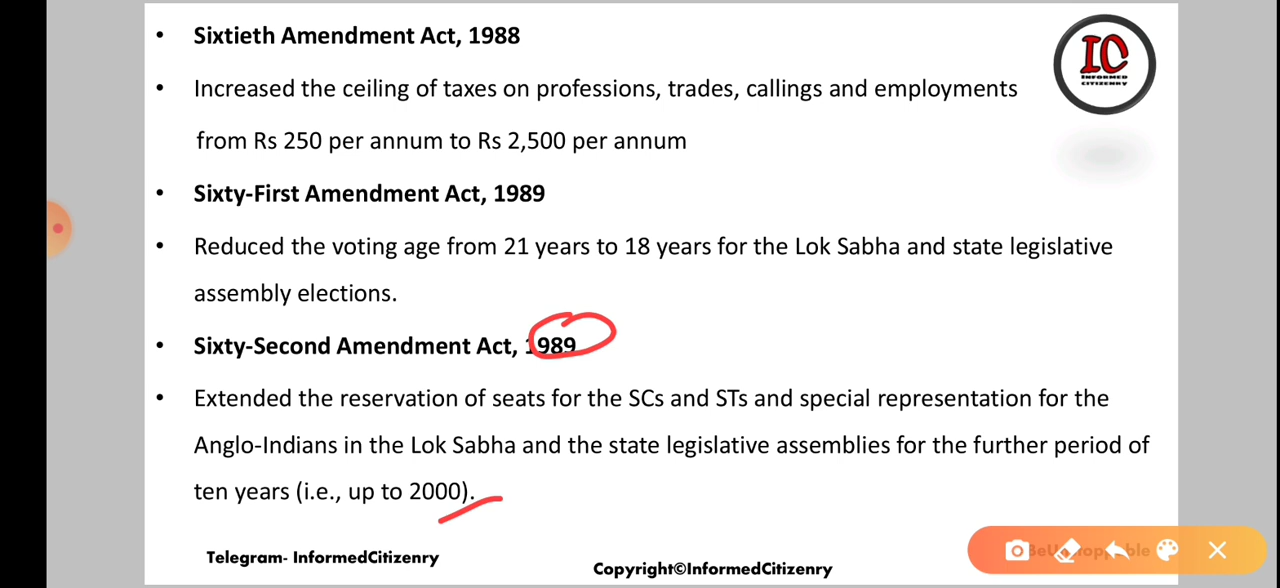 • Sixtieth Amendment Act, 1988
IC
INFORMED
CITIZENRY
• Increased the ceiling of taxes on professions, trades, callings and employments
from Rs 250 per annum to Rs 2,500 per annum
• Sixty-First Amendment Act, 1989
• Reduced the voting age from 21 years to 18 years for the Lok Sabha and state legislative
assembly elections.
• Sixty-Second Amendment Act, 1989
• Extended the reservation of seats for the SCs and STs and special representation for the
Anglo-Indians in the Lok Sabha and the state legislative assemblies for the further period of
ten years (i.e., up to 2000).
Telegram- InformedCitizenry
Copyright©InformedCitizenry